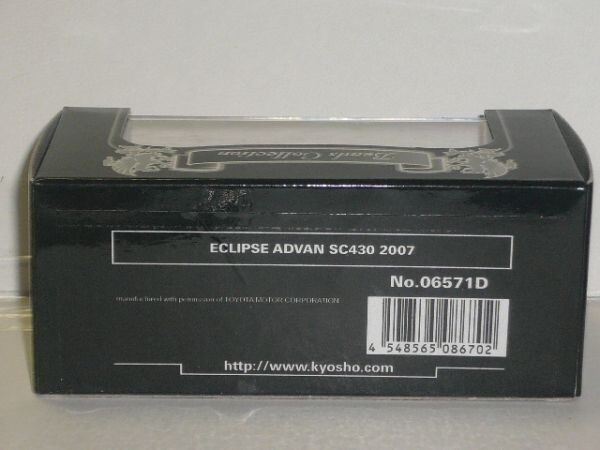 Beads Collection
ECLIPSE ADVAN SC430 2007
No.06571D
manufactured with permission of TOYOTA MOTOR CORPORATION
4 548565 086702
http://www.kyosho.com